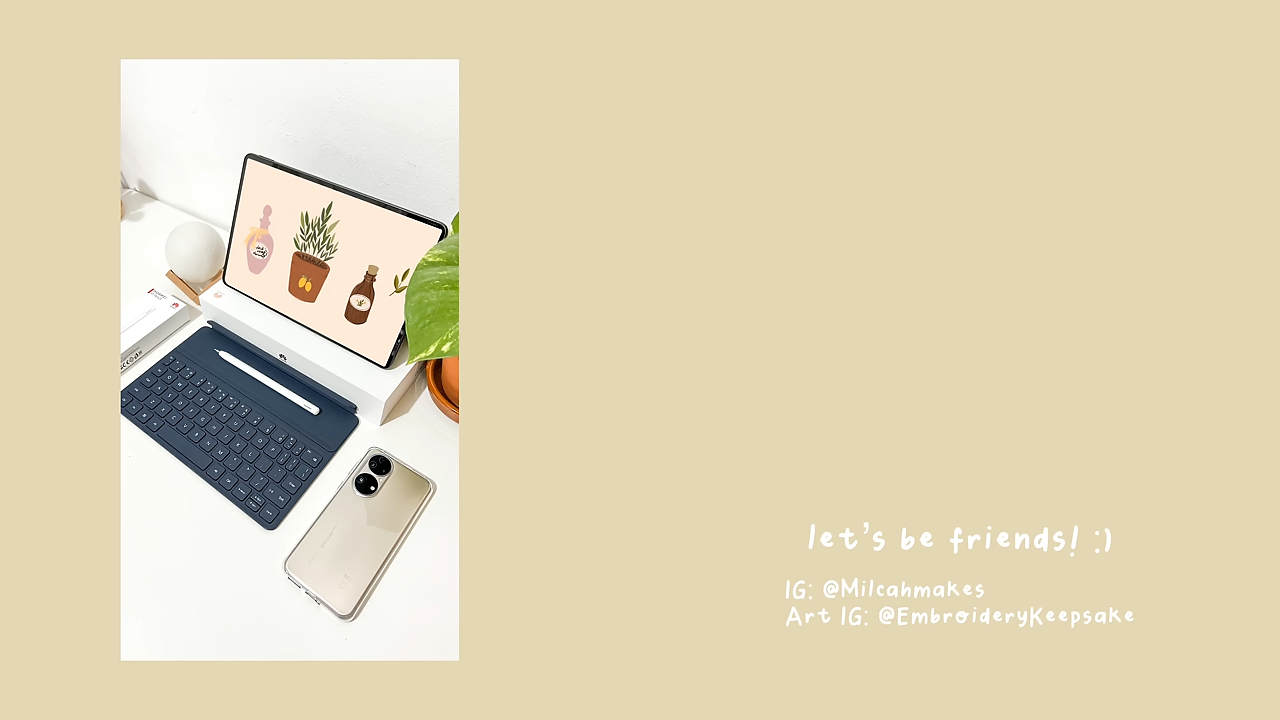 let's be friends! :)
IG: @Milcahmakes
Art IG: @EmbroideryKeepsake